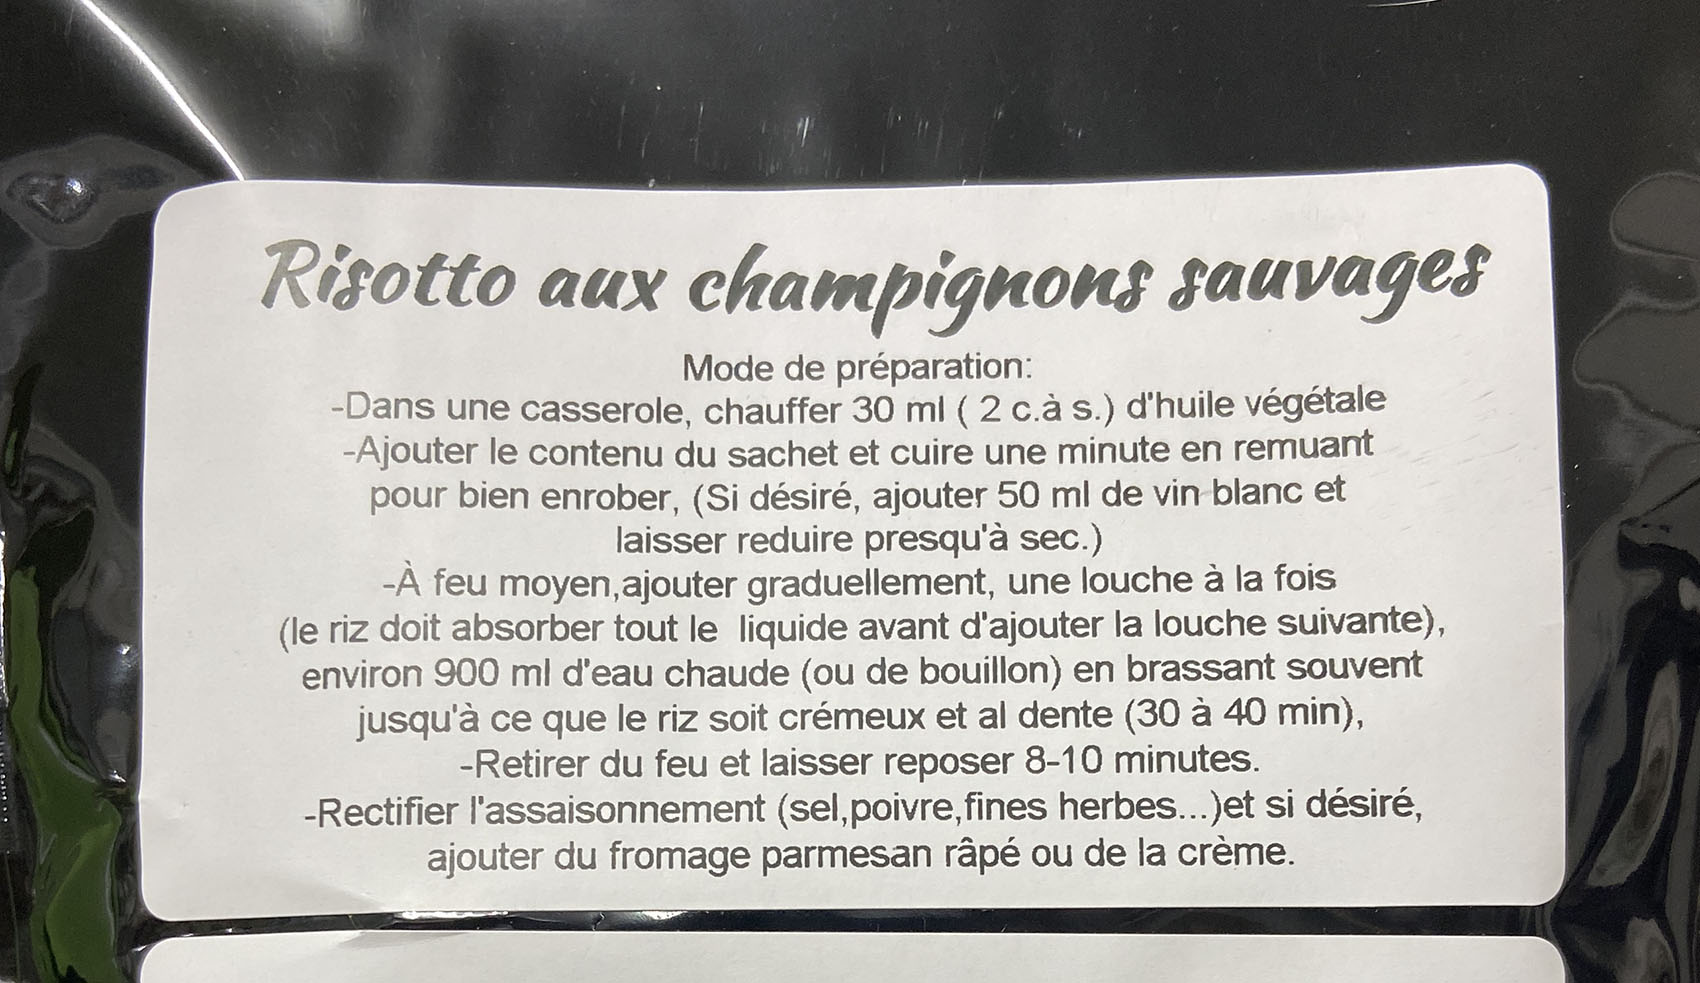 Risotto aux champignons sauvages
Mode de préparation:
-Dans une casserole, chauffer 30 ml ( 2 c.à s.) d'huile végétale
-Ajouter le contenu du sachet et cuire une minute en remuant
pour bien enrober, (Si désiré, ajouter 50 ml de vin blanc et
laisser reduire presqu'à sec.)
-À feu moyen,ajouter graduellement, une louche à la fois
(le riz doit absorber tout le  liquide avant d'ajouter la louche suivante),
environ 900 ml d'eau chaude (ou de bouillon) en brassant souvent
jusqu'à ce que le riz soit crémeux et al dente (30 à 40 min),
-Retirer du feu et laisser reposer 8-10 minutes.
-Rectifier l'assaisonnement (sel,poivre,fines herbes...)et si désiré,
ajouter du fromage parmesan râpé ou de la crème.